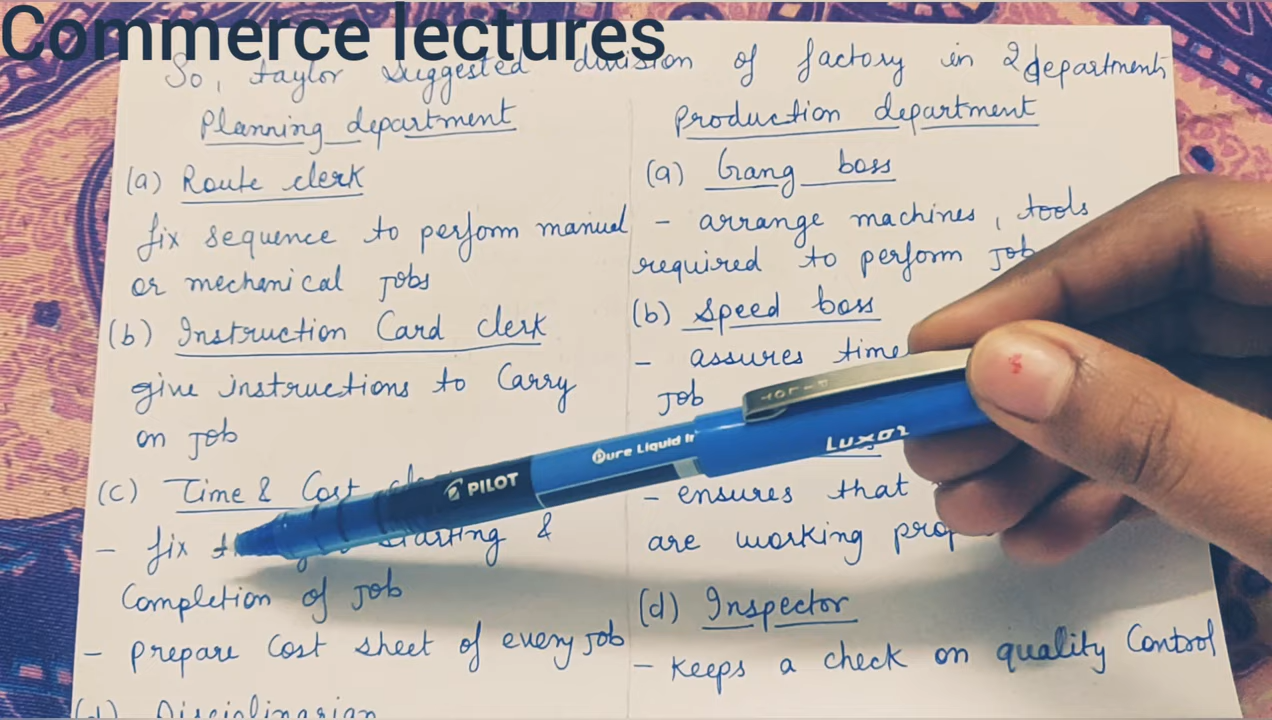 Commerce lectures
So, taylor suggested division of factory in 2 departments
Planning department
(a) Route clerk
fix sequence to perform manual
or mechanical jobs
(b) Instruction Card clerk
give instructions to Carry
on job
(c) Time & Cost
- fix starting &
Completion of job
- prepare Cost sheet of every job
(d) Disciplinarian
Production department
(a) Gang boss
- arrange machines, tools
required to perform job
(b) Speed boss
- assures time
job
- ensures that
are working
(d) Inspector
- keeps a check on quality Control
PILOT
Pure Liquid
LUXOR